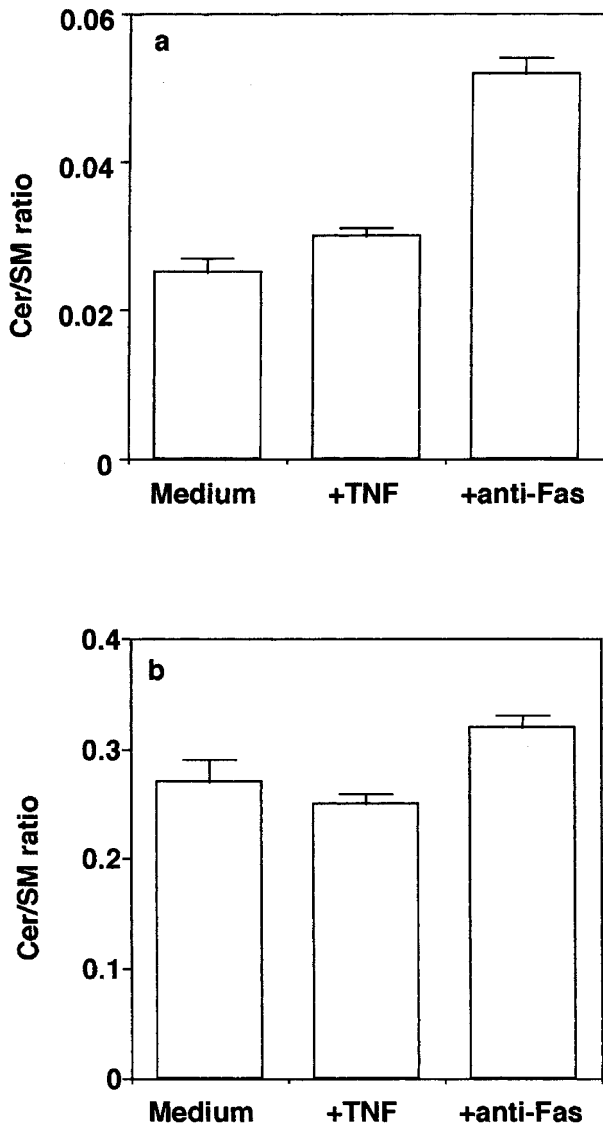 0.06
a
0.04
Cer/SM ratio
0.02
0
Medium +TNF +anti-Fas
0.4
b
0.3
0.2
Cer/SM ratio
0.1
0
Medium +TNF +anti-Fas